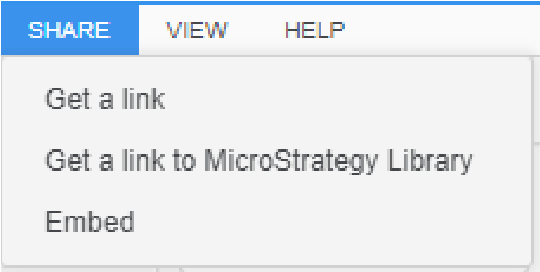 SHARE VIEW HELP
Get a link
Get a link to MicroStrategy Library
Embed